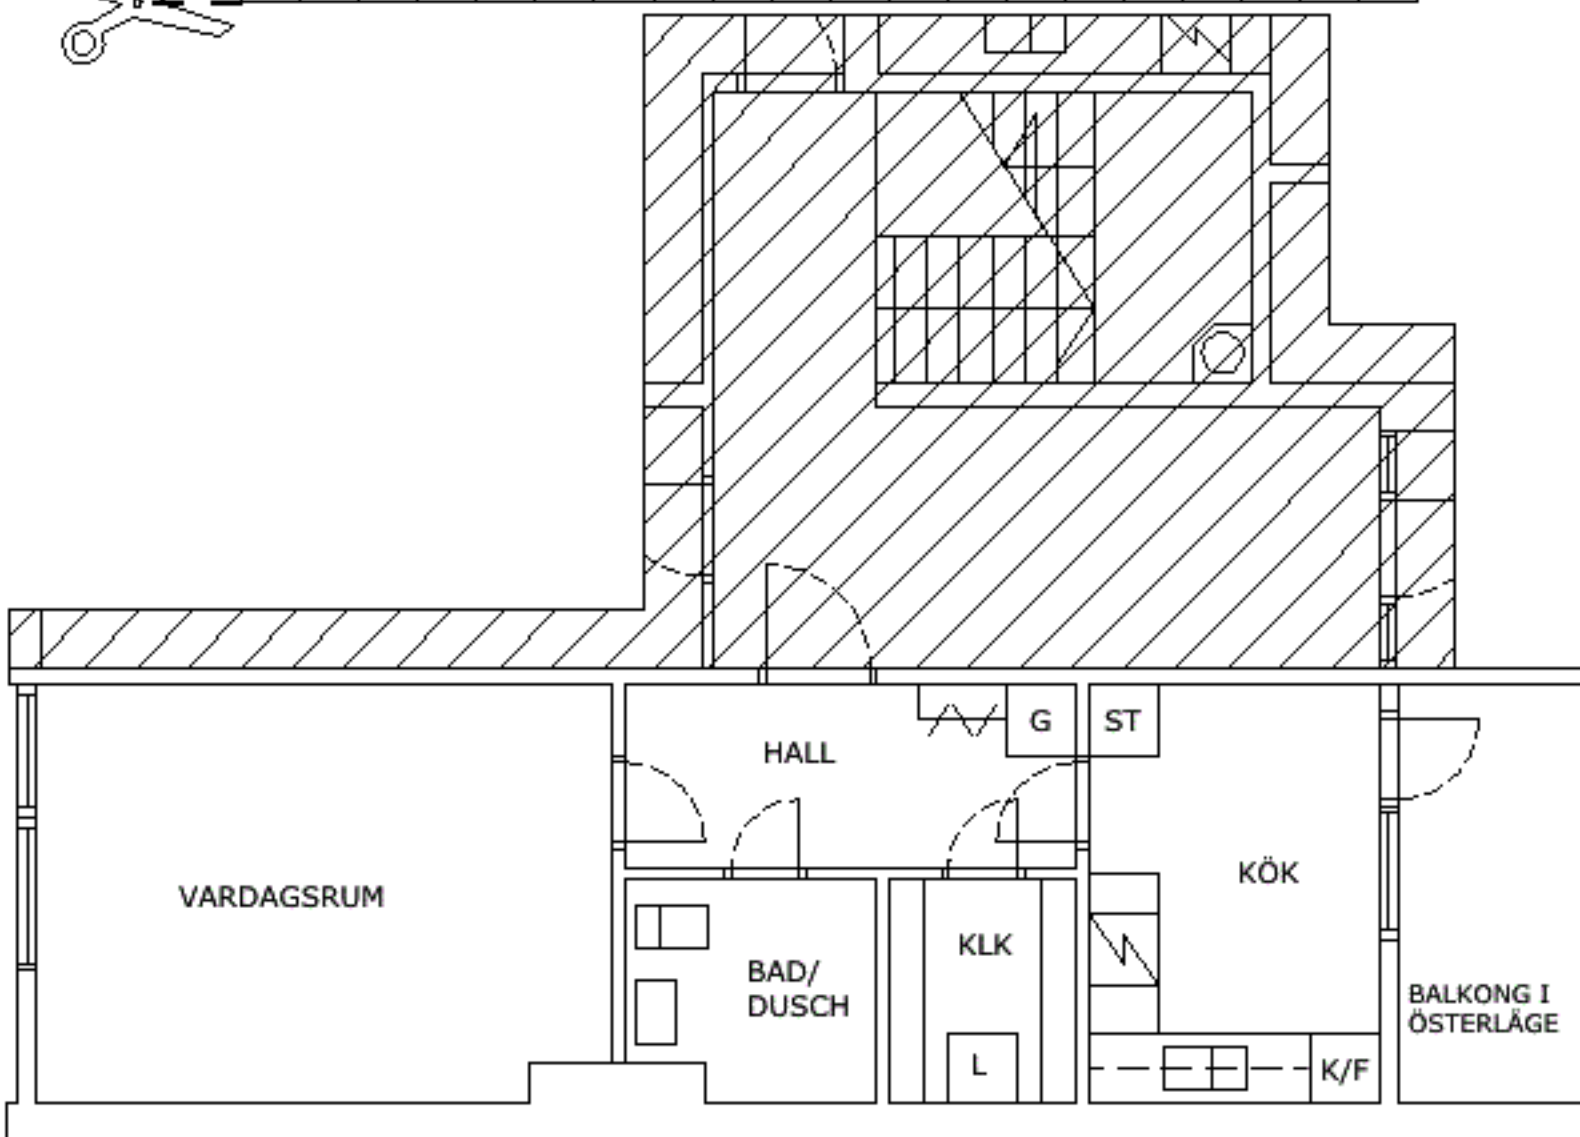 G
ST
HALL
KÖK
VARDAGSRUM
KLK
BAD/
DUSCH
BALKONG I
ÖSTERLÄGE
L
K/F